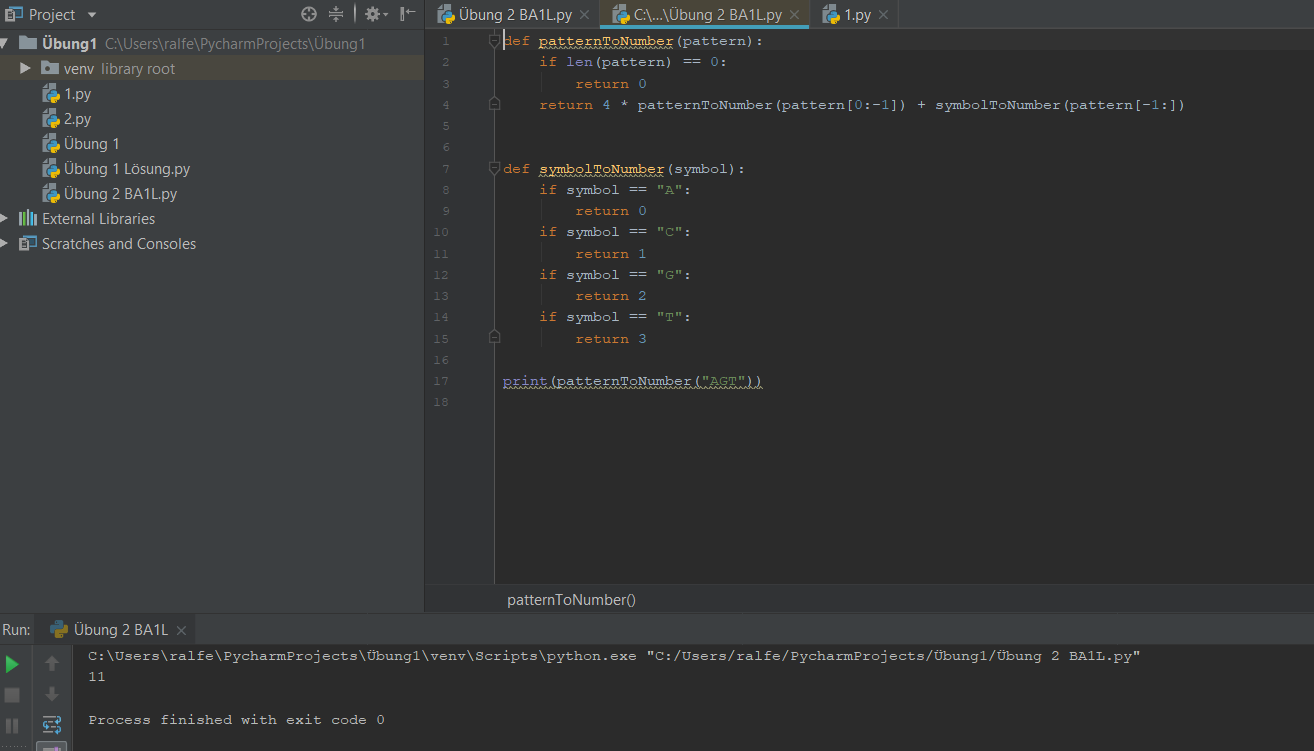 Project
Übung 2 BA1L.py
C:\...\Übung 2 BA1L.py
1.py
Übung1 C:\Users\ralfe\PycharmProjects\Übung1
venv library root
1.py
2.py
Übung 1
Übung 1 Lösung.py
Übung 2 BA1L.py
External Libraries
Scratches and Consoles
1 def patternToNumber(pattern):
2     if len(pattern) == 0:
3         return 0
4     return 4 * patternToNumber(pattern[0:-1]) + symbolToNumber(pattern[-1:])
5
6
7 def symbolToNumber(symbol):
8     if symbol == "A":
9         return 0
10     if symbol == "C":
11         return 1
12     if symbol == "G":
13         return 2
14     if symbol == "T":
15         return 3
16
17 print(patternToNumber("AGT"))
18
patternToNumber()
Run: Übung 2 BA1L
C:\Users\ralfe\PycharmProjects\Übung1\venv\Scripts\python.exe "C:/Users/ralfe/PycharmProjects/Übung1/Übung 2 BA1L.py"
11
Process finished with exit code 0